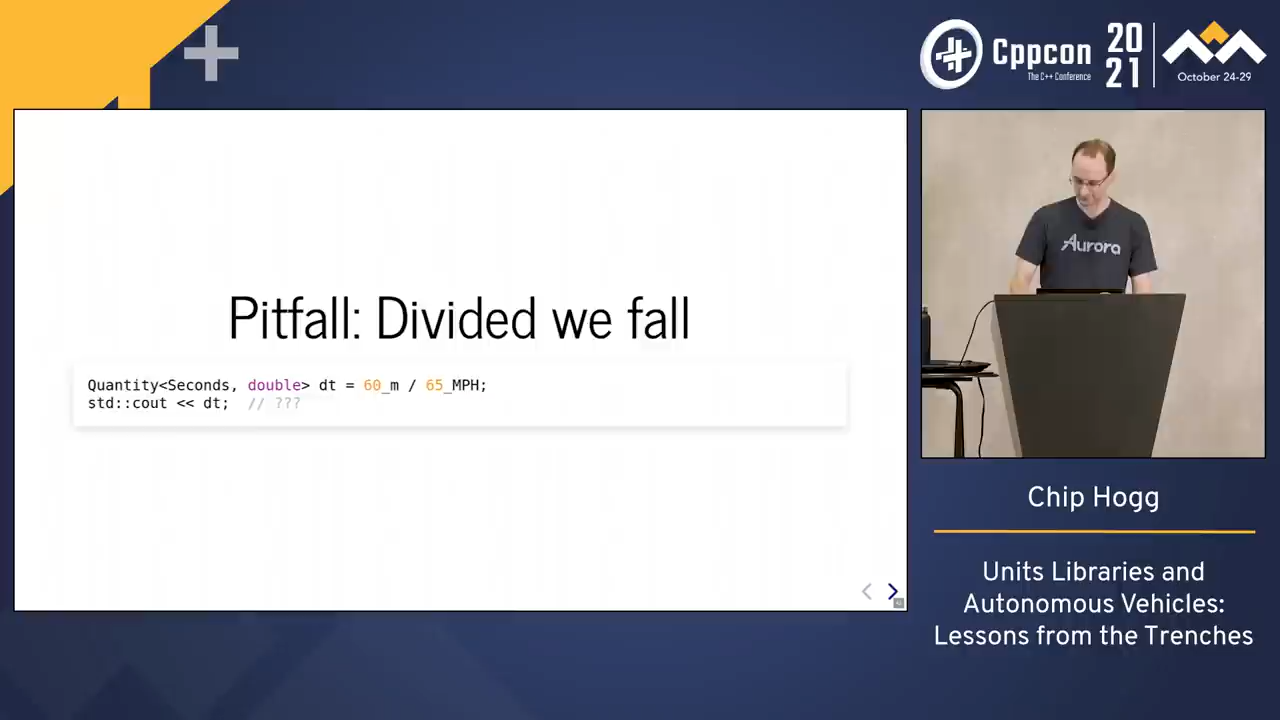 Cppcon
The C++ Conference
20
21
October 24-29
Aurora
Pitfall: Divided we fall
Quantity<Seconds, double> dt = 60_m / 65_MPH;
std::cout << dt;  // ???
Chip Hogg
Units Libraries and
Autonomous Vehicles:
Lessons from the Trenches